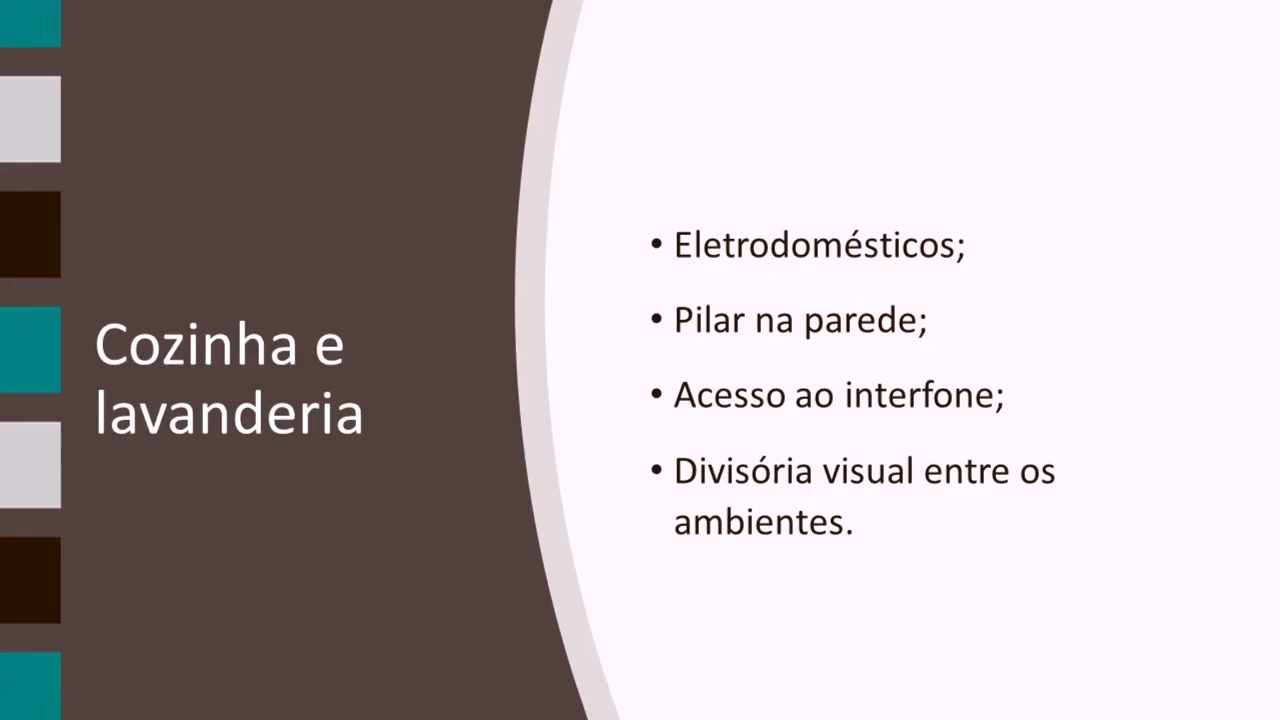 Cozinha e
lavanderia
• Eletrodomésticos;
• Pilar na parede;
• Acesso ao interfone;
• Divisória visual entre os
ambientes.